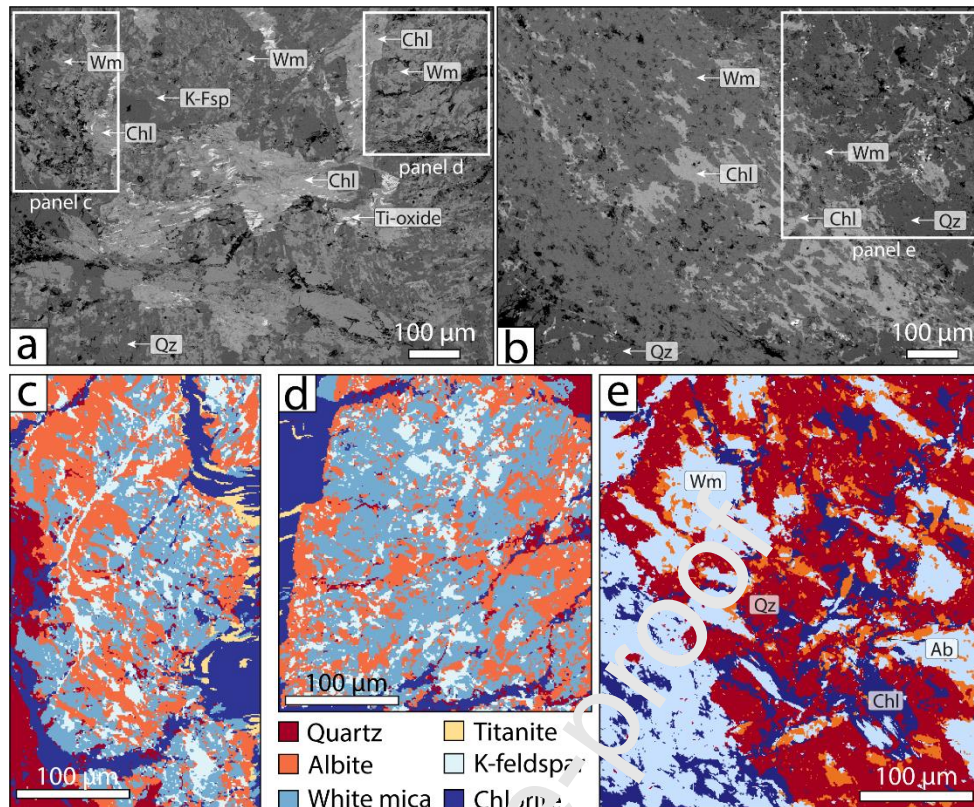 Wm
Wm
Chl
Wm
K-Fsp
Chl
panel c
Chl
panel d
Ti-oxide
Qz
100 µm
a
Wm
Wm
Chl
Chl
Qz
panel e
Qz
100 µm
b
c
100 µm
d
100 µm
e
Wm
Qz
Ab
Chl
100 µm
Quartz
Titanite
Albite
K-feldspar
White mica
Chlorite
e-proof